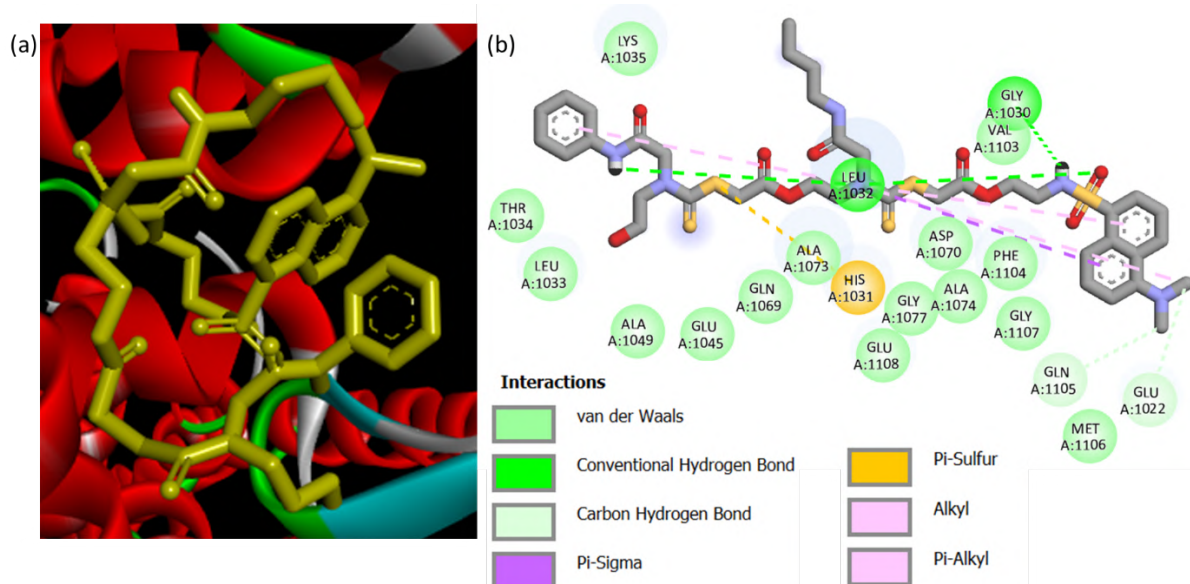 (a)
(b)
LYS
A:1035
GLY
A:1030
VAL
A:1103
LEU
A:1032
THR
A:1034
LEU
A:1033
ALA
A:1073
ASP
A:1070
PHE
A:1104
HIS
A:1031
GLN
A:1069
GLY
A:1077
ALA
A:1074
GLY
A:1107
ALA
A:1049
GLU
A:1045
GLU
A:1108
GLN
A:1105
GLU
A:1022
MET
A:1106
Interactions
van der Waals
Conventional Hydrogen Bond
Carbon Hydrogen Bond
Pi-Sigma
Pi-Sulfur
Alkyl
Pi-Alkyl